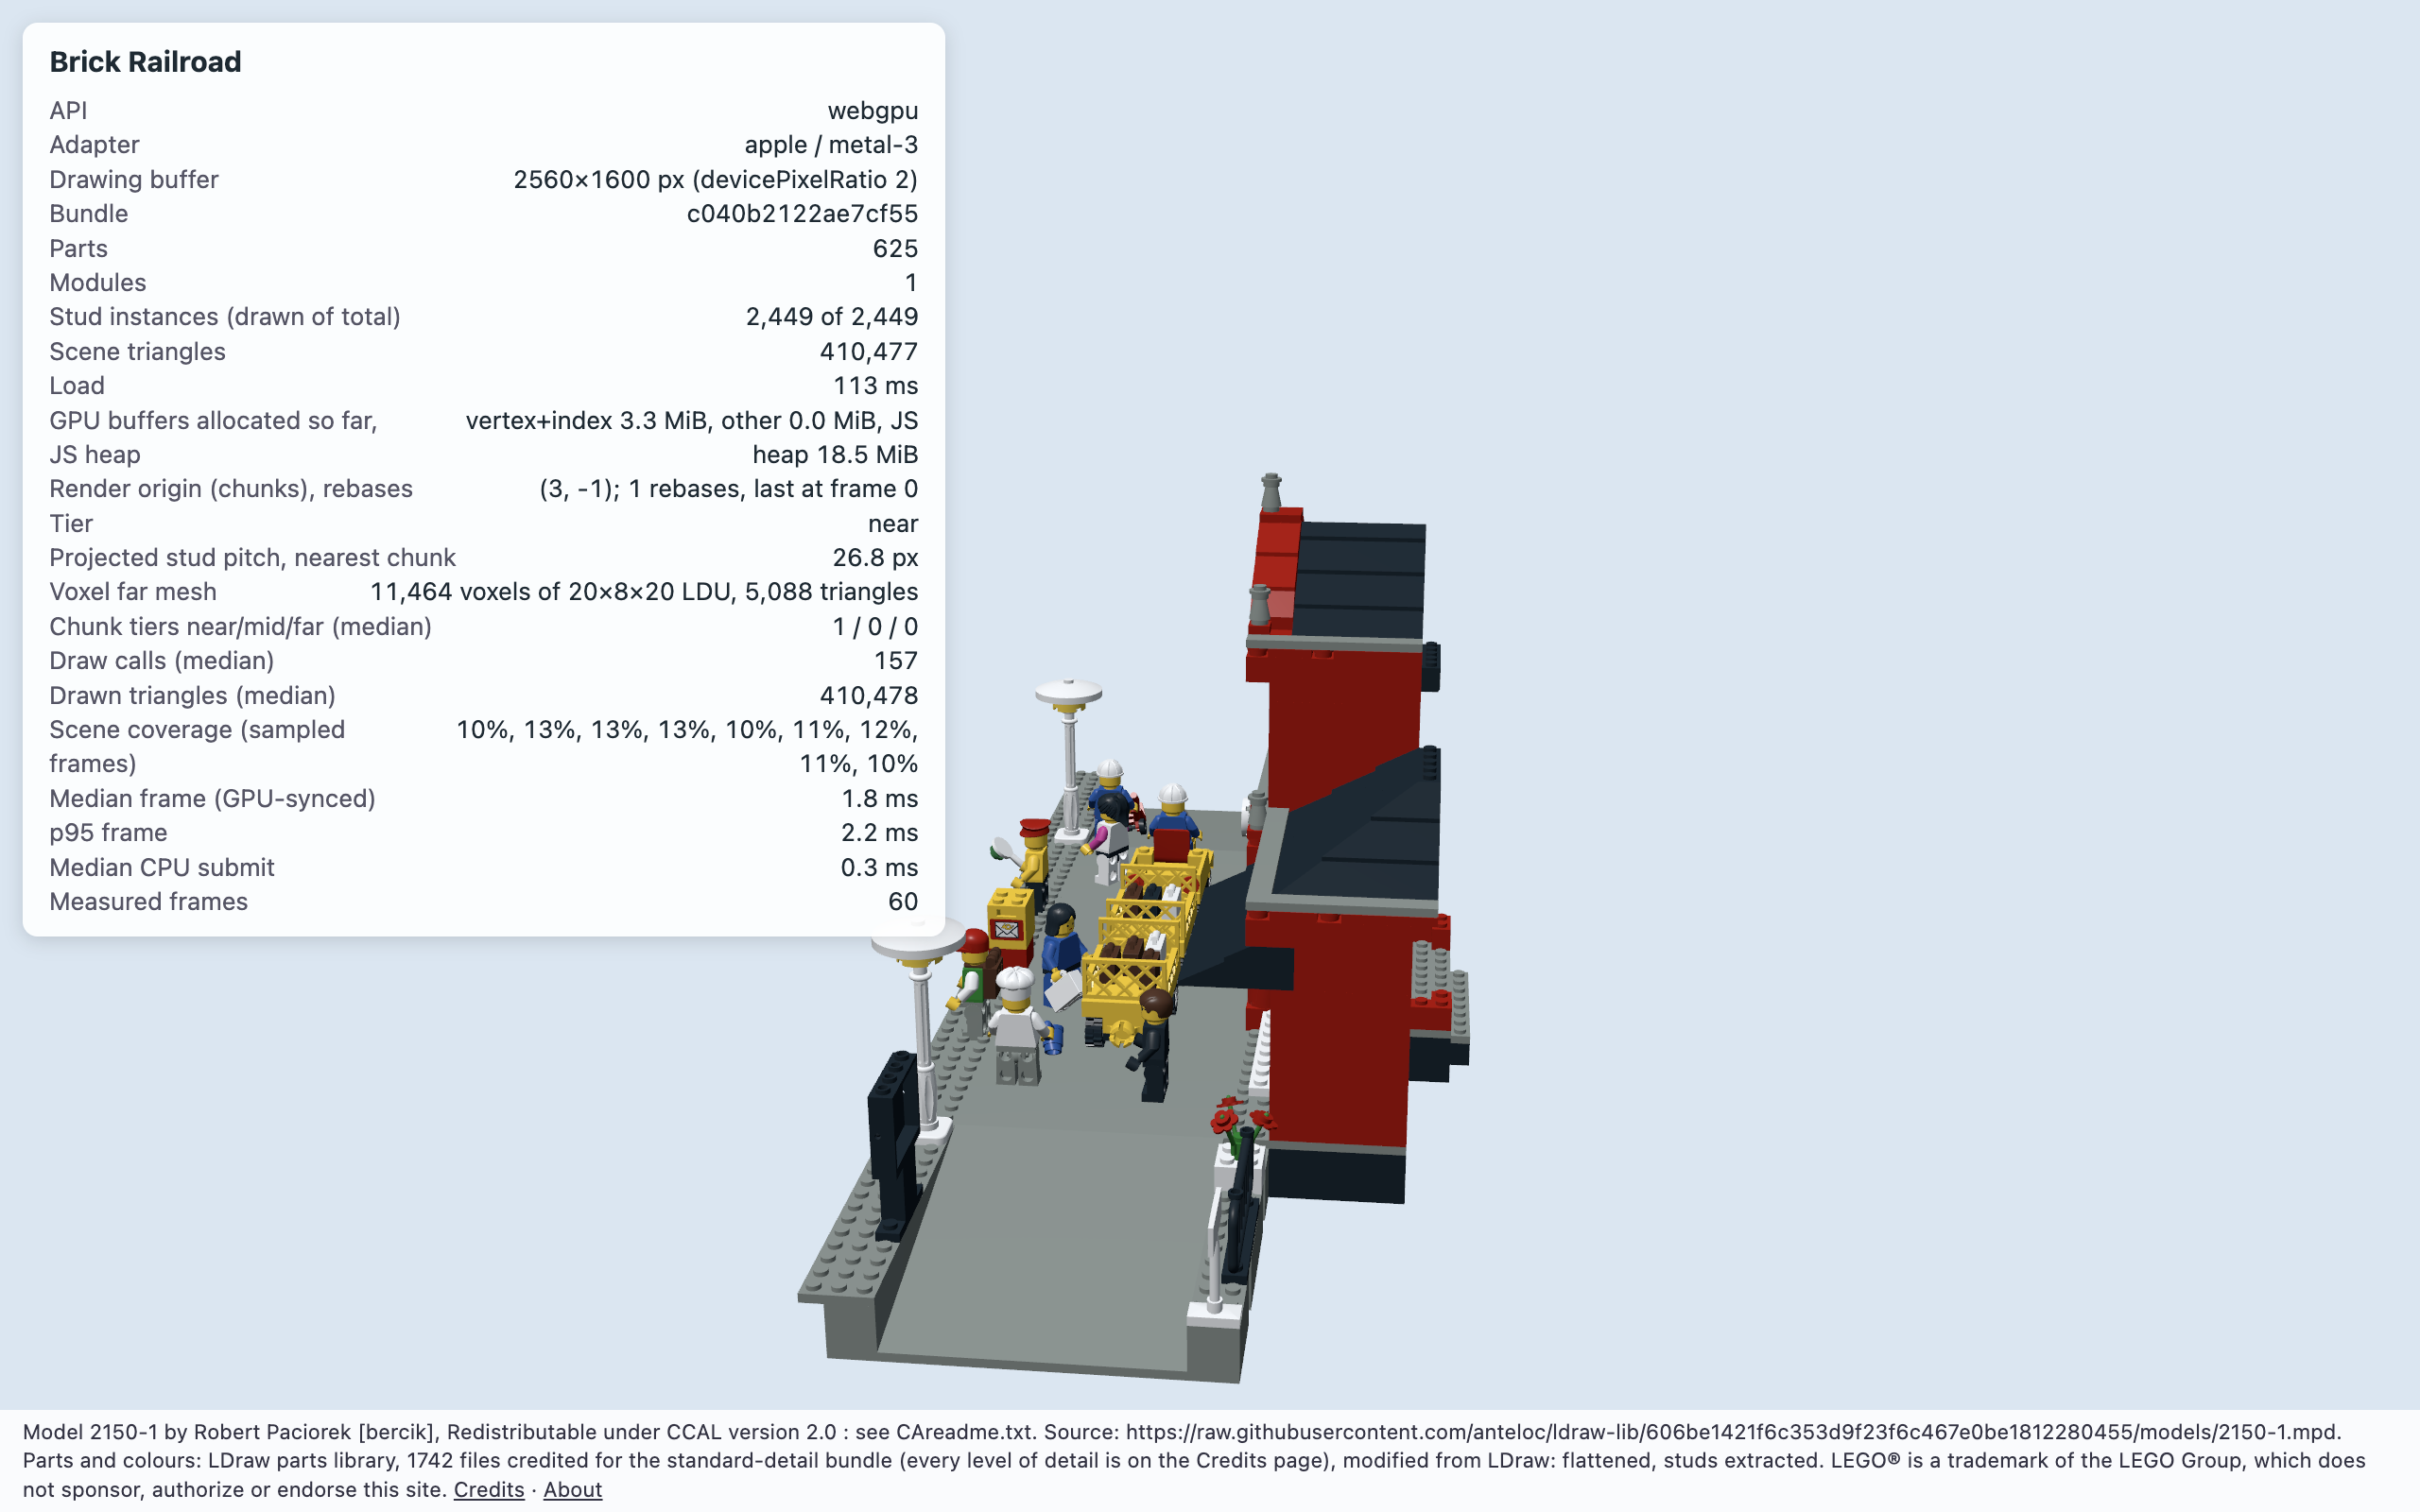 Brick Railroad
API webgpu
Adapter apple / metal-3
Drawing buffer 2560×1600 px (devicePixelRatio 2)
Bundle c040b2122ae7cf55
Parts 625
Modules 1
Stud instances (drawn of total) 2,449 of 2,449
Scene triangles 410,477
Load 113 ms
GPU buffers allocated so far, vertex+index 3.3 MiB, other 0.0 MiB, JS
JS heap heap 18.5 MiB
Render origin (chunks), rebases (3, -1); 1 rebases, last at frame 0
Tier near
Projected stud pitch, nearest chunk 26.8 px
Voxel far mesh 11,464 voxels of 20×8×20 LDU, 5,088 triangles
Chunk tiers near/mid/far (median) 1 / 0 / 0
Draw calls (median) 157
Drawn triangles (median) 410,478
Scene coverage (sampled 10%, 13%, 13%, 13%, 10%, 11%, 12%,
frames) 11%, 10%
Median frame (GPU-synced) 1.8 ms
p95 frame 2.2 ms
Median CPU submit 0.3 ms
Measured frames 60
Model 2150-1 by Robert Paciorek [bercik], Redistributable under CCAL version 2.0 : see CAreadme.txt. Source: https://raw.githubusercontent.com/anteloc/ldraw-lib/606be1421f6c353d9f23f6c467e0be1812280455/models/2150-1.mpd.
Parts and colours: LDraw parts library, 1742 files credited for the standard-detail bundle (every level of detail is on the Credits page), modified from LDraw: flattened, studs extracted. LEGO® is a trademark of the LEGO Group, which does
not sponsor, authorize or endorse this site. Credits · About